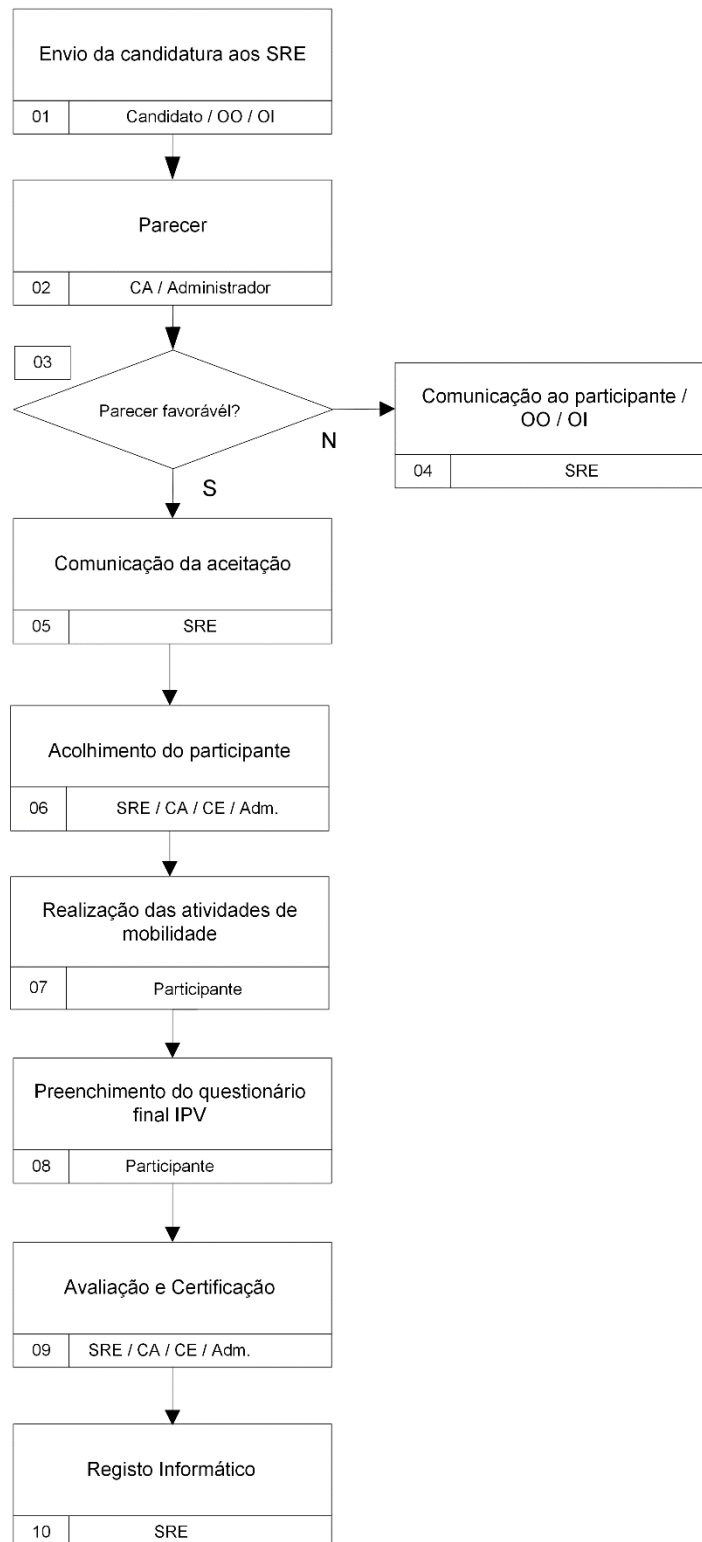 Envio da candidatura aos SRE
01 Candidato / OO / OI
Parecer
02 CA / Administrador
03
Parecer favorávél?
N
S
Comunicação ao participante /
OO / OI
04 SRE
Comunicação da aceitação
05 SRE
Acolhimento do participante
06 SRE / CA / CE / Adm.
Realização das atividades de
mobilidade
07 Participante
Preenchimento do questionário
final IPV
08 Participante
Avaliação e Certificação
09 SRE / CA / CE / Adm.
Registo Informático
10 SRE